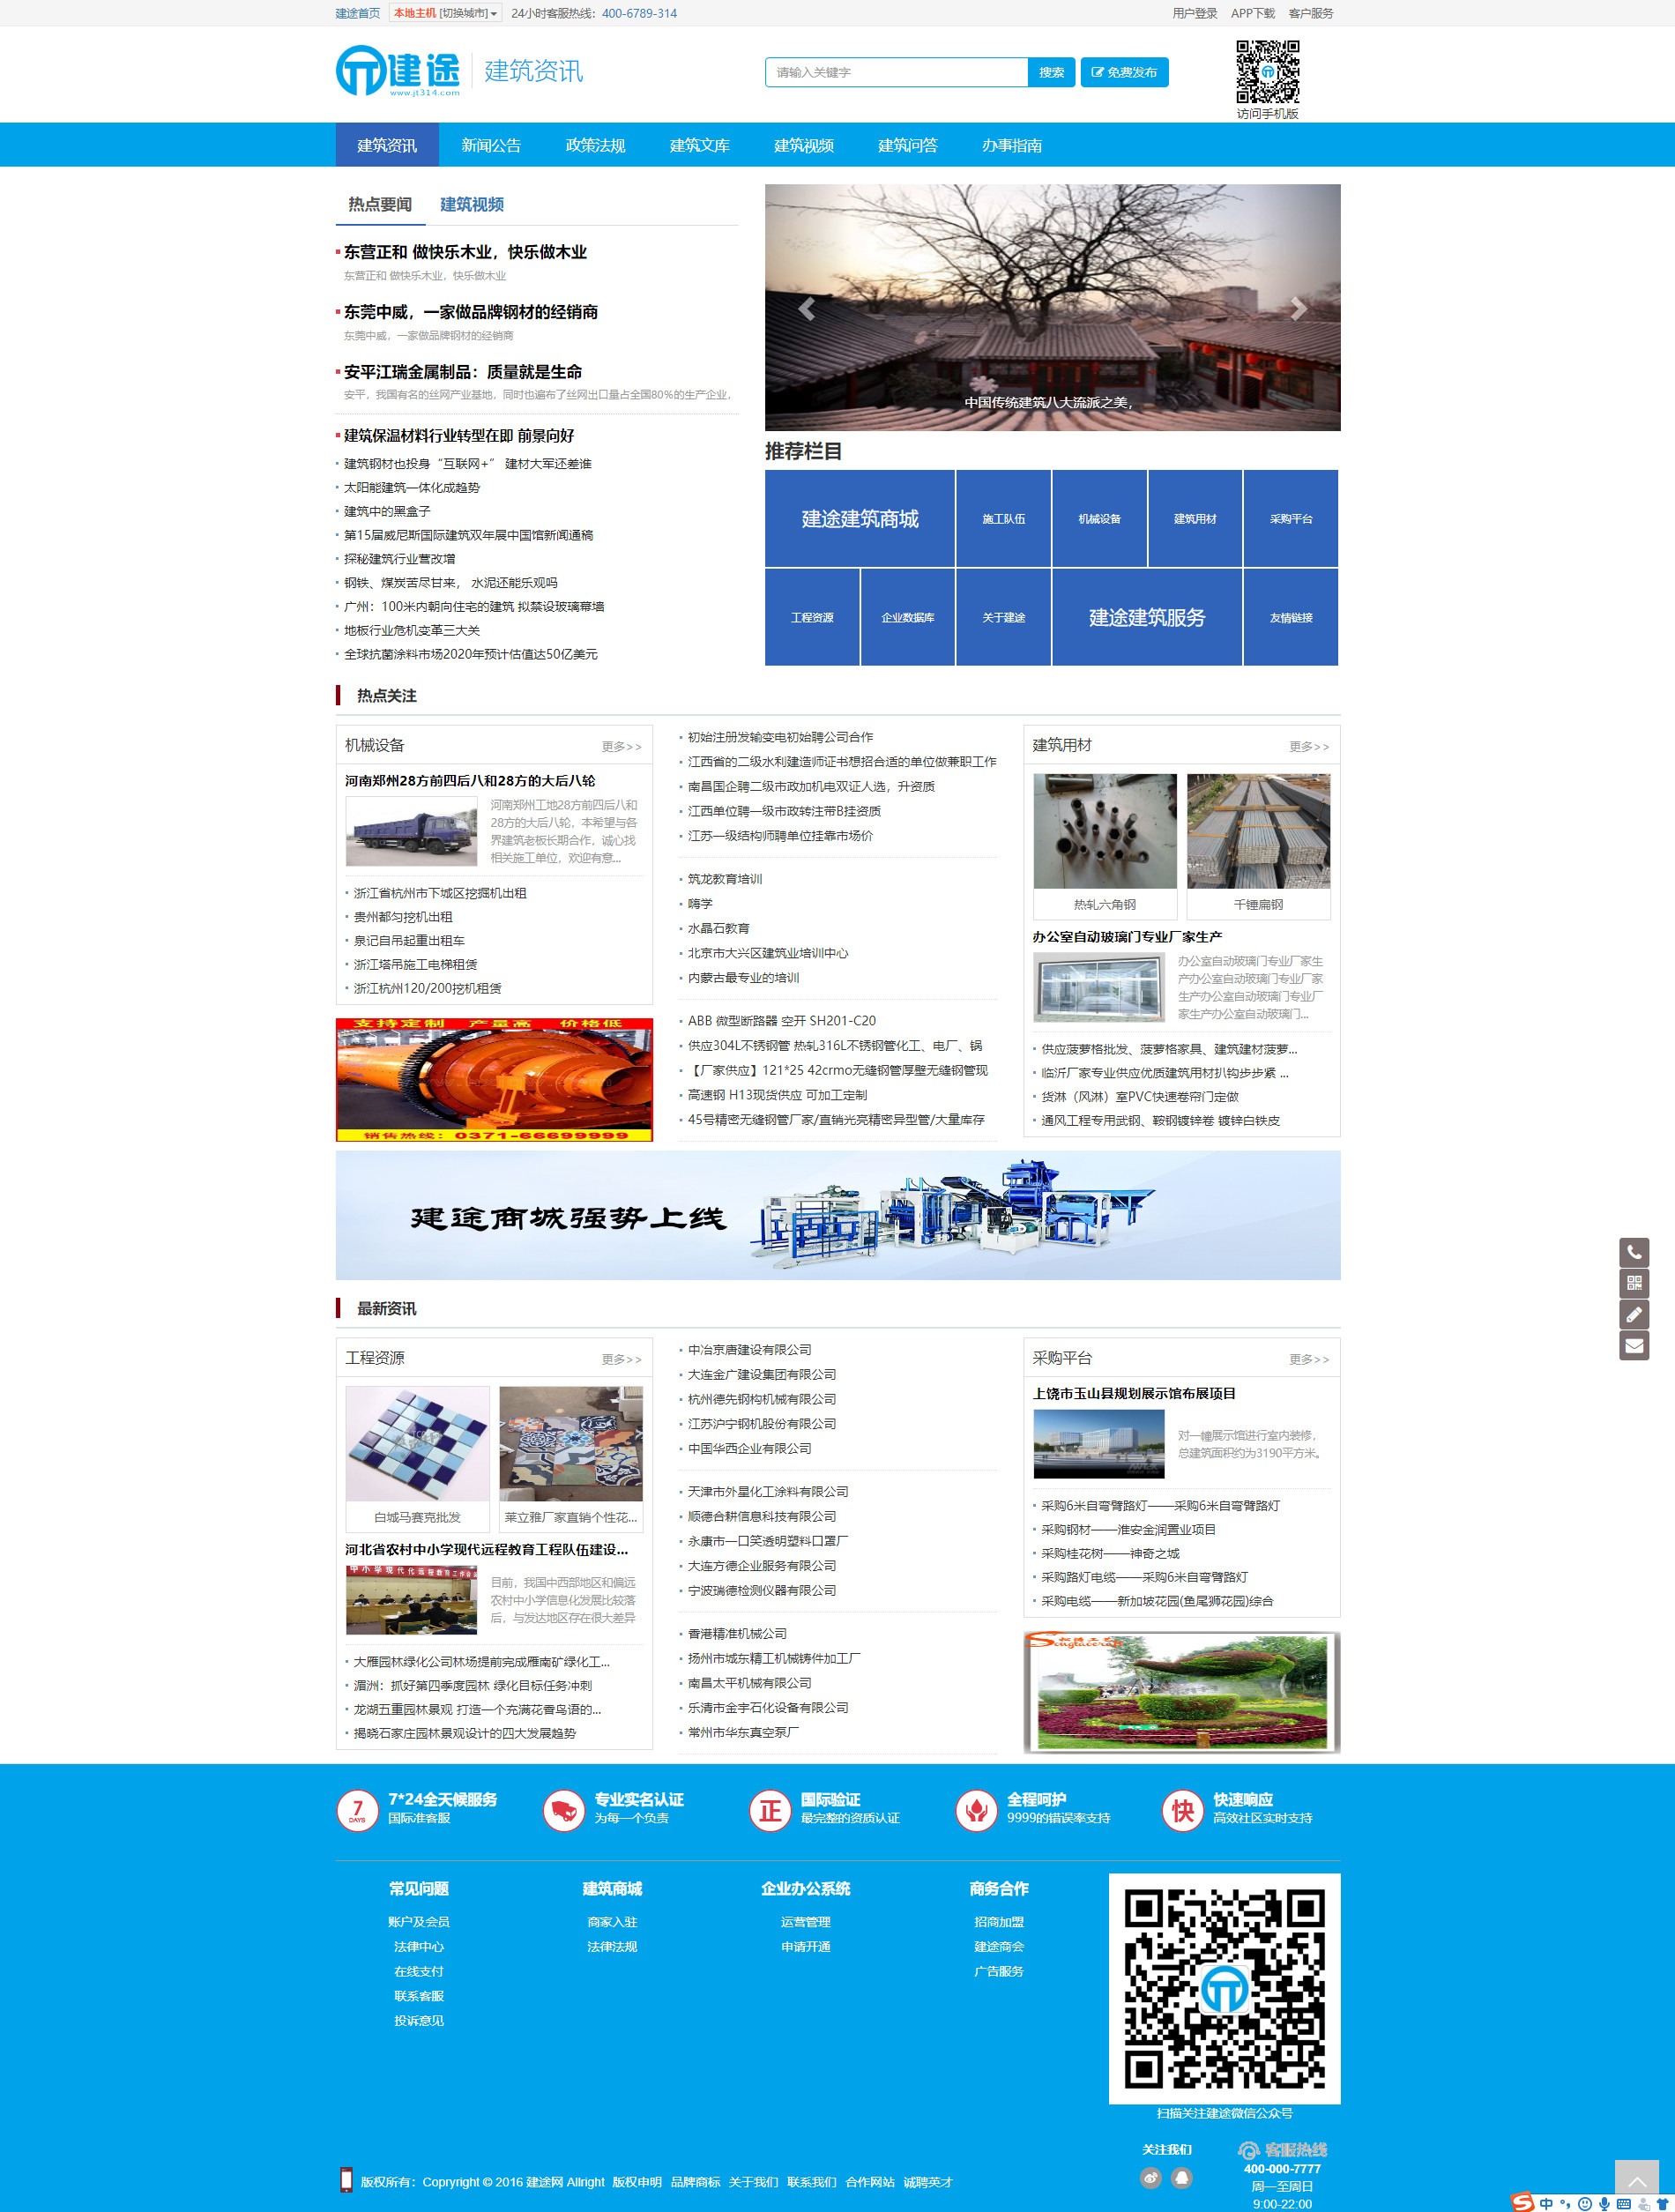 建途首页 本地主机 [切换城市] 24小时客服热线：400-6789-314
用户登录 APP下载 客户服务
建途
www.jt314.com
建筑资讯
请输入关键字
搜索
免费发布
访问手机版
建筑资讯 新闻公告 政策法规 建筑文库 建筑视频 建筑问答 办事指南
热点要闻 建筑视频
东营正和 做快乐木业，快乐做木业
东营正和 做快乐木业，快乐做木业
东莞中威，一家做品牌钢材的经销商
东莞中威，一家做品牌钢材的经销商
安平江瑞金属制品：质量就是生命
安平，我国有名的丝网产业基地，同时也遍布了丝网出口量占全国80%的生产企业，
建筑保温材料行业转型在即 前景向好
建筑钢材也投身“互联网+” 建材大军还差谁
太阳能建筑一体化成趋势
建筑中的黑盒子
第15届威尼斯国际建筑双年展中国馆新闻通稿
探秘建筑行业营改增
钢铁、煤炭苦尽甘来， 水泥还能乐观吗
广州：100米内朝向住宅的建筑 拟禁设玻璃幕墙
地板行业危机变革三大关
全球抗菌涂料市场2020年预计估值达50亿美元
中国传统建筑八大流派之美，
推荐栏目
建途建筑商城 施工队伍 机械设备 建筑用材 采购平台
工程资源 企业数据库 关于建途 建途建筑服务 友情链接
热点关注
机械设备 更多>>
河南郑州28方前四后八和28方的大后八轮
河南郑州工地28方前四后八和
28方的大后八轮，本希望与各
界建筑老板长期合作，诚心找
相关施工单位，欢迎有意...
浙江省杭州市下城区挖掘机出租
贵州都匀挖机出租
泉记自吊起重出租车
浙江塔吊施工电梯租赁
浙江杭州120/200挖机租赁
支持定制 产量高 价格低
销售热线：0371-66699999
初始注册发输变电初始聘公司合作
江西省的二级水利建造师证书想招合适的单位做兼职工作
南昌国企聘二级市政加机电双证人选，升资质
江西单位聘一级市政转注带B挂资质
江苏一级结构师聘单位挂靠市场价
筑龙教育培训
嗨学
水晶石教育
北京市大兴区建筑业培训中心
内蒙古最专业的培训
ABB 微型断路器 空开 SH201-C20
供应304L不锈钢管 热轧316L不锈钢管化工、电厂、锅
【厂家供应】121*25 42crmo无缝钢管厚壁无缝钢管现
高速钢 H13现货供应 可加工定制
45号精密无缝钢管厂家/直销光亮精密异型管/大量库存
建筑用材 更多>>
热轧六角钢 千锤扁钢
办公室自动玻璃门专业厂家生产
办公室自动玻璃门专业厂家生
产办公室自动玻璃门专业厂家
生产办公室自动玻璃门专业厂
家生产办公室自动玻璃门...
供应菠萝格批发、菠萝格家具、建筑建材菠萝...
临沂厂家专业供应优质建筑用材扒钩步步紧 ...
货淋（风淋）室PVC快速卷帘门定做
通风工程专用武钢、鞍钢镀锌卷 镀锌白铁皮
建途商城强势上线
最新资讯
工程资源 更多>>
白城马赛克批发 莱立雅厂家直销个性花...
河北省农村中小学现代远程教育工程队伍建设...
中小学现代化远程教育工作会议
目前，我国中西部地区和偏远
农村中小学信息化发展比较落
后，与发达地区存在很大差异
大雁园林绿化公司林场提前完成雁南矿绿化工...
湄洲：抓好第四季度园林 绿化目标任务冲刺
龙湖五重园林景观 打造一个充满花香鸟语的...
揭晓石家庄园林景观设计的四大发展趋势
中冶京唐建设有限公司
大连金广建设集团有限公司
杭州德先钢构机械有限公司
江苏沪宁钢机股份有限公司
中国华西企业有限公司
天津市外星化工涂料有限公司
顺德合耕信息科技有限公司
永康市一口笑透明塑料口罩厂
大连方德企业服务有限公司
宁波瑞德检测仪器有限公司
香港精准机械公司
扬州市城东精工机械铸件加工厂
南昌太平机械有限公司
乐清市金宇石化设备有限公司
常州市华东真空泵厂
采购平台 更多>>
上饶市玉山县规划展示馆布展项目
对一幢展示馆进行室内装修，
总建筑面积约为3190平方米。
采购6米自弯臂路灯——采购6米自弯臂路灯
采购钢材——淮安金润置业项目
采购桂花树——神奇之城
采购路灯电缆——采购6米自弯臂路灯
采购电缆——新加坡花园(鱼尾狮花园)综合
7 DAYS
7*24全天候服务
国际准客服
专业实名认证
为每一个负责
正
国际验证
最完整的资质认证
全程呵护
9999的错误率支持
快
快速响应
高效社区实时支持
常见问题
账户及会员
法律中心
在线支付
联系客服
投诉意见
建筑商城
商家入驻
法律法规
企业办公系统
运营管理
申请开通
商务合作
招商加盟
建途商会
广告服务
扫描关注建途微信公众号
关注我们
客服热线
400-000-7777
周一至周日
9:00-22:00
版权所有：Copryright © 2016 建途网 Allright 版权申明 品牌商标 关于我们 联系我们 合作网站 诚聘英才
中